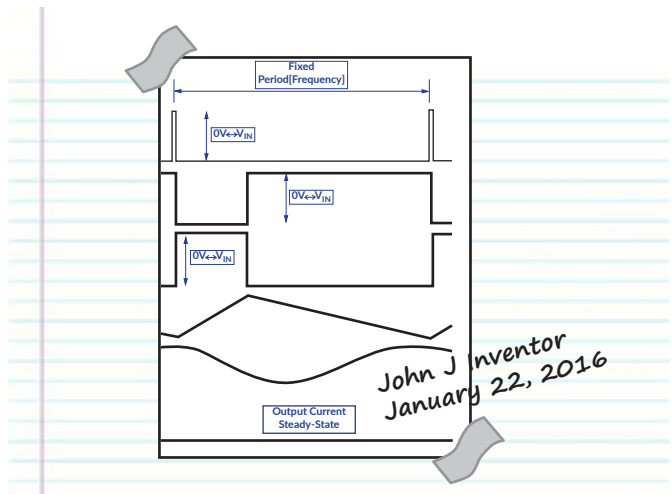 Fixed
Period[Frequency]
0V↔VIN
0V↔VIN
0V↔VIN
John J Inventor
January 22, 2016
Output Current
Steady-State